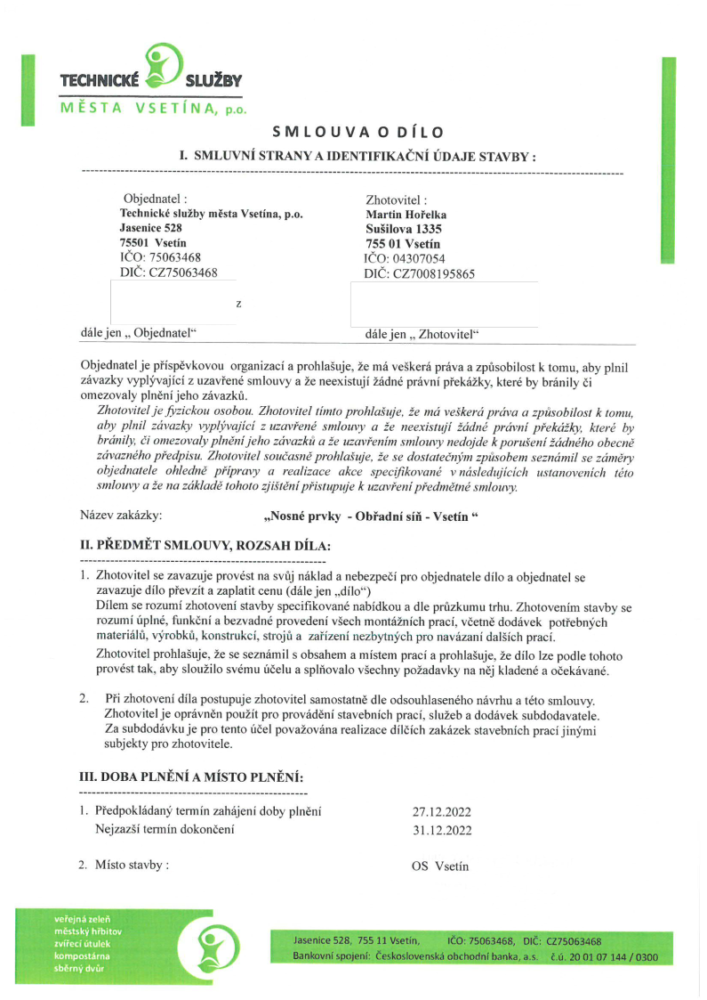 TECHNICKÉ SLUŽBY
MĚSTA VSETÍNA, p.o.
SMLOUVA O DÍLO
I. SMLUVNÍ STRANY A IDENTIFIKAČNÍ ÚDAJE STAVBY :
Objednatel :
Technické služby města Vsetína, p.o.
Jasenice 528
75501 Vsetín
IČO: 75063468
DIČ: CZ75063468
z
dále jen „ Objednatel“
Zhotovitel :
Martin Hořelka
Sušilova 1335
755 01 Vsetín
IČO: 04307054
DIČ: CZ7008195865
dále jen „ Zhotovitel“
Objednatel je příspěvkovou organizací a prohlašuje, že má veškerá práva a způsobilost k tomu, aby plnil
závazky vyplývající z uzavřené smlouvy a že neexistují žádné právní překážky, které by bránily či
omezovaly plnění jeho závazků.
Zhotovitel je fyzickou osobou. Zhotovitel tímto prohlašuje, že má veškerá práva a způsobilost k tomu,
aby plnil závazky vyplývající z uzavřené smlouvy a že neexistují žádné právní překážky, které by
bránily, či omezovaly plnění jeho závazků a že uzavřením smlouvy nedojde k porušení žádného obecně
závazného předpisu. Zhotovitel současně prohlašuje, že se dostatečným způsobem seznámil se záměry
objednatele ohledně přípravy a realizace akce specifikované v následujících ustanoveních této
smlouvy a že na základě tohoto zjištění přistupuje k uzavření předmětné smlouvy.
Název zakázky: „Nosné prvky - Obřadní síň - Vsetín “
II. PŘEDMĚT SMLOUVY, ROZSAH DÍLA:
1. Zhotovitel se zavazuje provést na svůj náklad a nebezpečí pro objednatele dílo a objednatel se
zavazuje dílo převzít a zaplatit cenu (dále jen „dílo“)
Dílem se rozumí zhotovení stavby specifikované nabídkou a dle průzkumu trhu. Zhotovením stavby se
rozumí úplné, funkční a bezvadné provedení všech montážních prací, včetně dodávek potřebných
materiálů, výrobků, konstrukcí, strojů a zařízení nezbytných pro navázání dalších prací.
Zhotovitel prohlašuje, že se seznámil s obsahem a místem prací a prohlašuje, že dílo lze podle tohoto
provést tak, aby sloužilo svému účelu a splňovalo všechny požadavky na něj kladené a očekávané.
2. Při zhotovení díla postupuje zhotovitel samostatně dle odsouhlaseného návrhu a této smlouvy.
Zhotovitel je oprávněn použít pro provádění stavebních prací, služeb a dodávek subdodavatele.
Za subdodávku je pro tento účel považována realizace dílčích zakázek stavebních prací jinými
subjekty pro zhotovitele.
III. DOBA PLNĚNÍ A MÍSTO PLNĚNÍ:
1. Předpokládaný termín zahájení doby plnění 27.12.2022
Nejzazší termín dokončení 31.12.2022
2. Místo stavby : OS Vsetín
veřejná zeleň
městský hřbitov
zvířecí útulek
kompostárna
sběrný dvůr
Jasenice 528, 755 11 Vsetín, IČO: 75063468, DIČ: CZ75063468
Bankovní spojení: Československá obchodní banka, a.s. č.ú. 20 01 07 144 / 0300